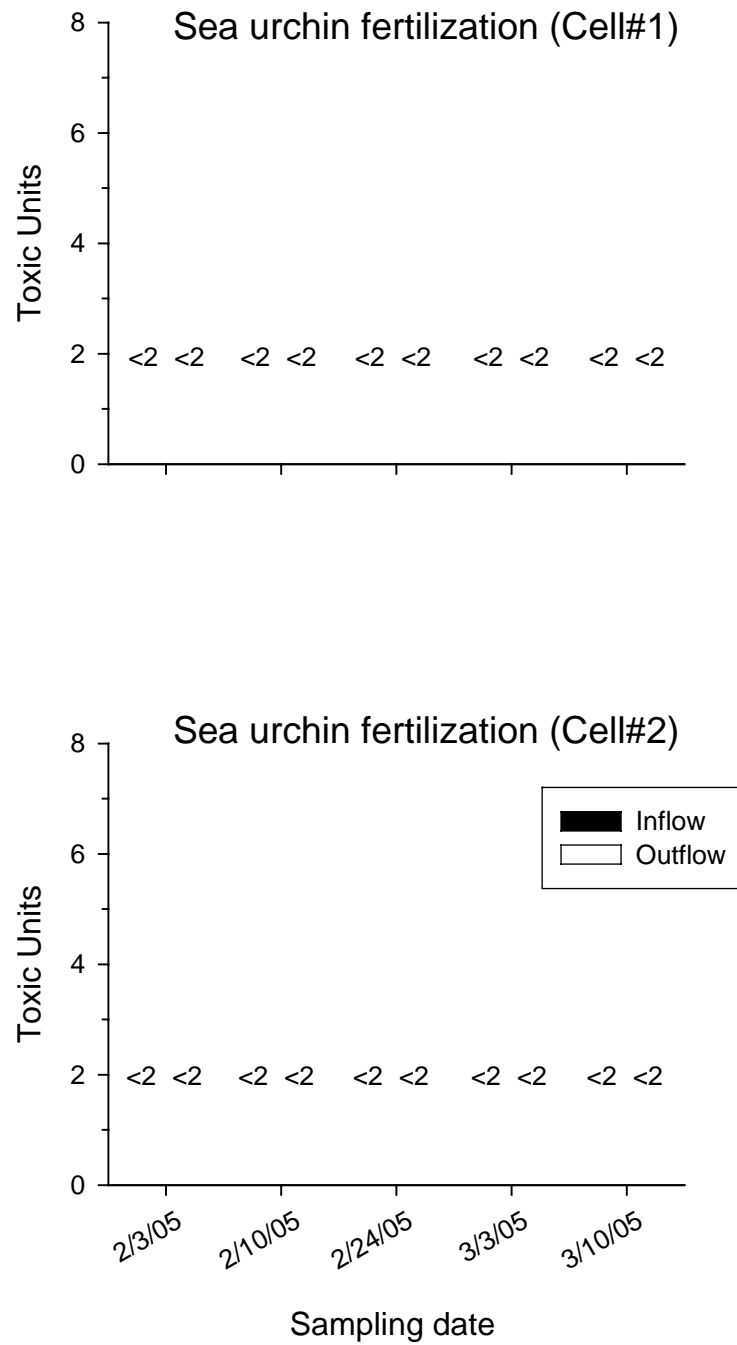 Sea urchin fertilization (Cell#1)
8
6
4
2
0
Toxic Units
<2 <2 <2 <2 <2 <2 <2 <2 <2 <2
Sea urchin fertilization (Cell#2)
8
6
4
2
0
Toxic Units
Inflow
Outflow
<2 <2 <2 <2 <2 <2 <2 <2 <2 <2
2/3/05 2/10/05 2/24/05 3/3/05 3/10/05
Sampling date